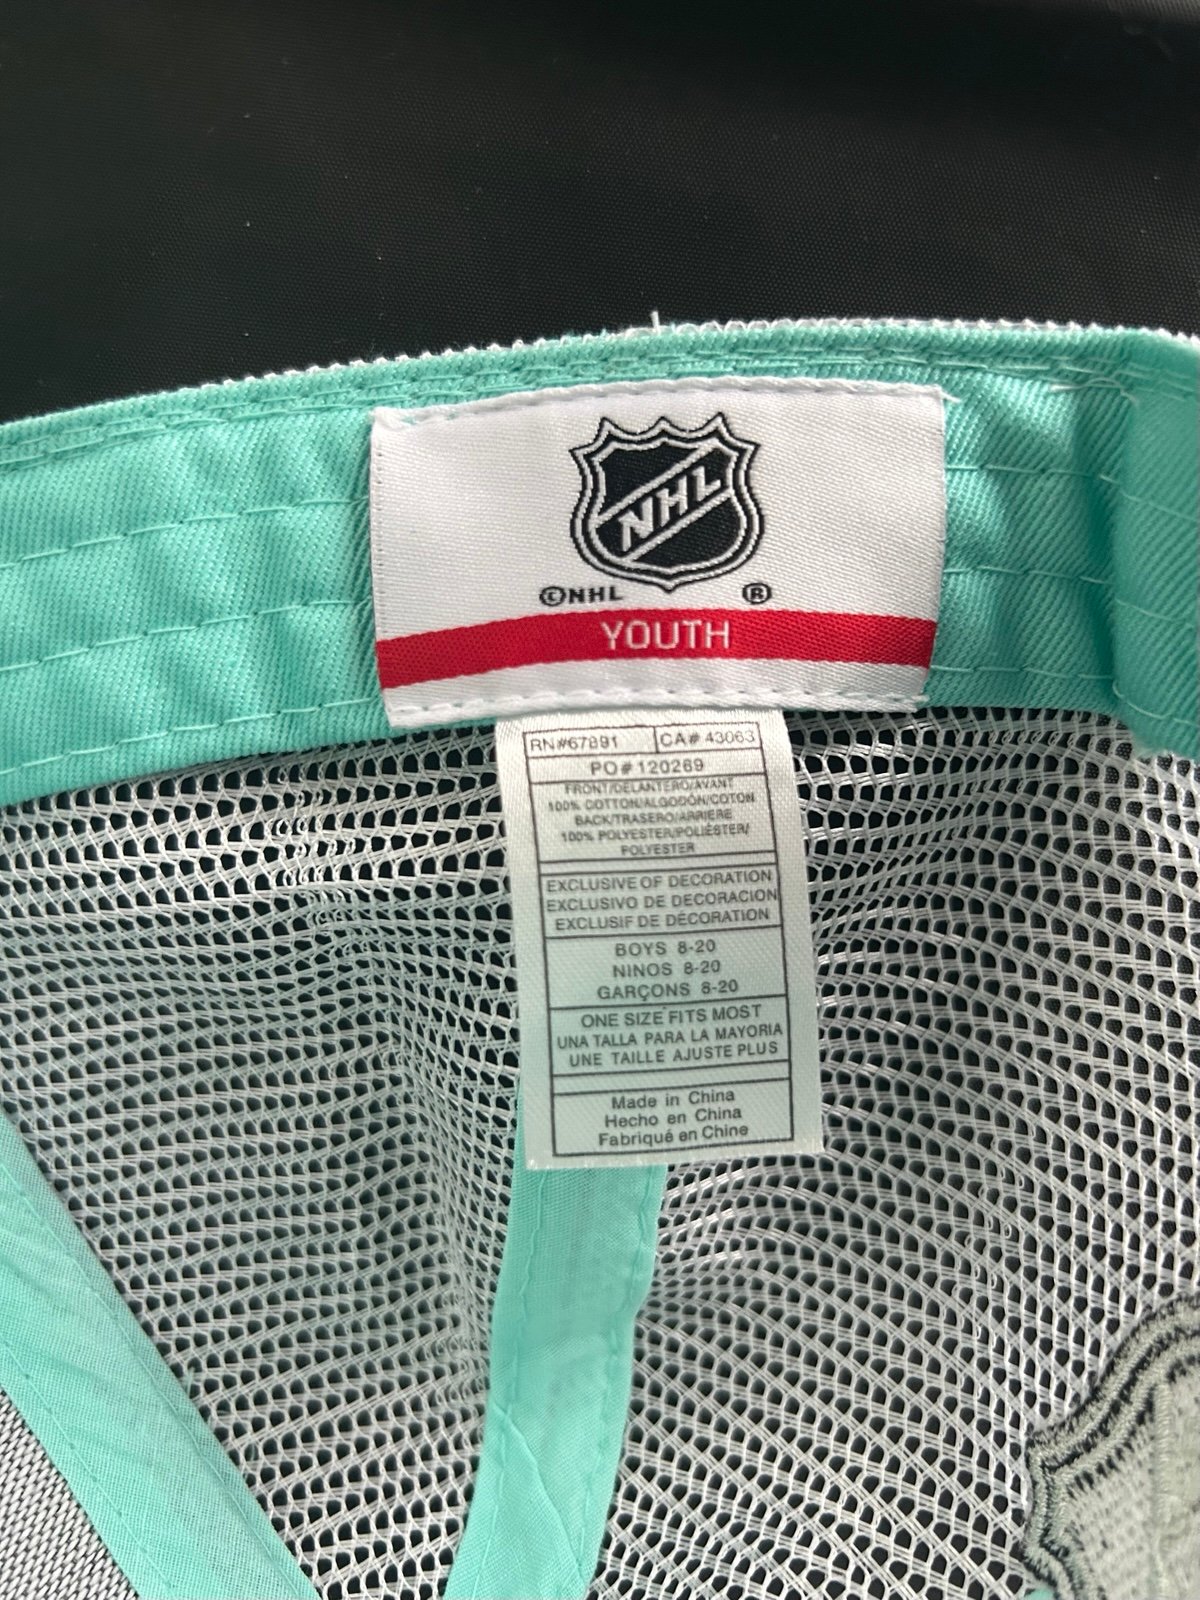 NHL
©NHL ®
YOUTH
RN#67891 CA# 43063
PO# 120269
FRONT/DELANTERO/AVANT
100% COTTON/ALGODÓN/COTON
BACK/TRASERO/ARRIERE
100% POLYESTER/POLIÉSTER/
POLYESTER
EXCLUSIVE OF DECORATION
EXCLUSIVO DE DECORACION
EXCLUSIF DE DÉCORATION
BOYS 8-20
NINOS 8-20
GARÇONS 8-20
ONE SIZE FITS MOST
UNA TALLA PARA LA MAYORIA
UNE TAILLE AJUSTE PLUS
Made in China
Hecho en China
Fabriqué en Chine